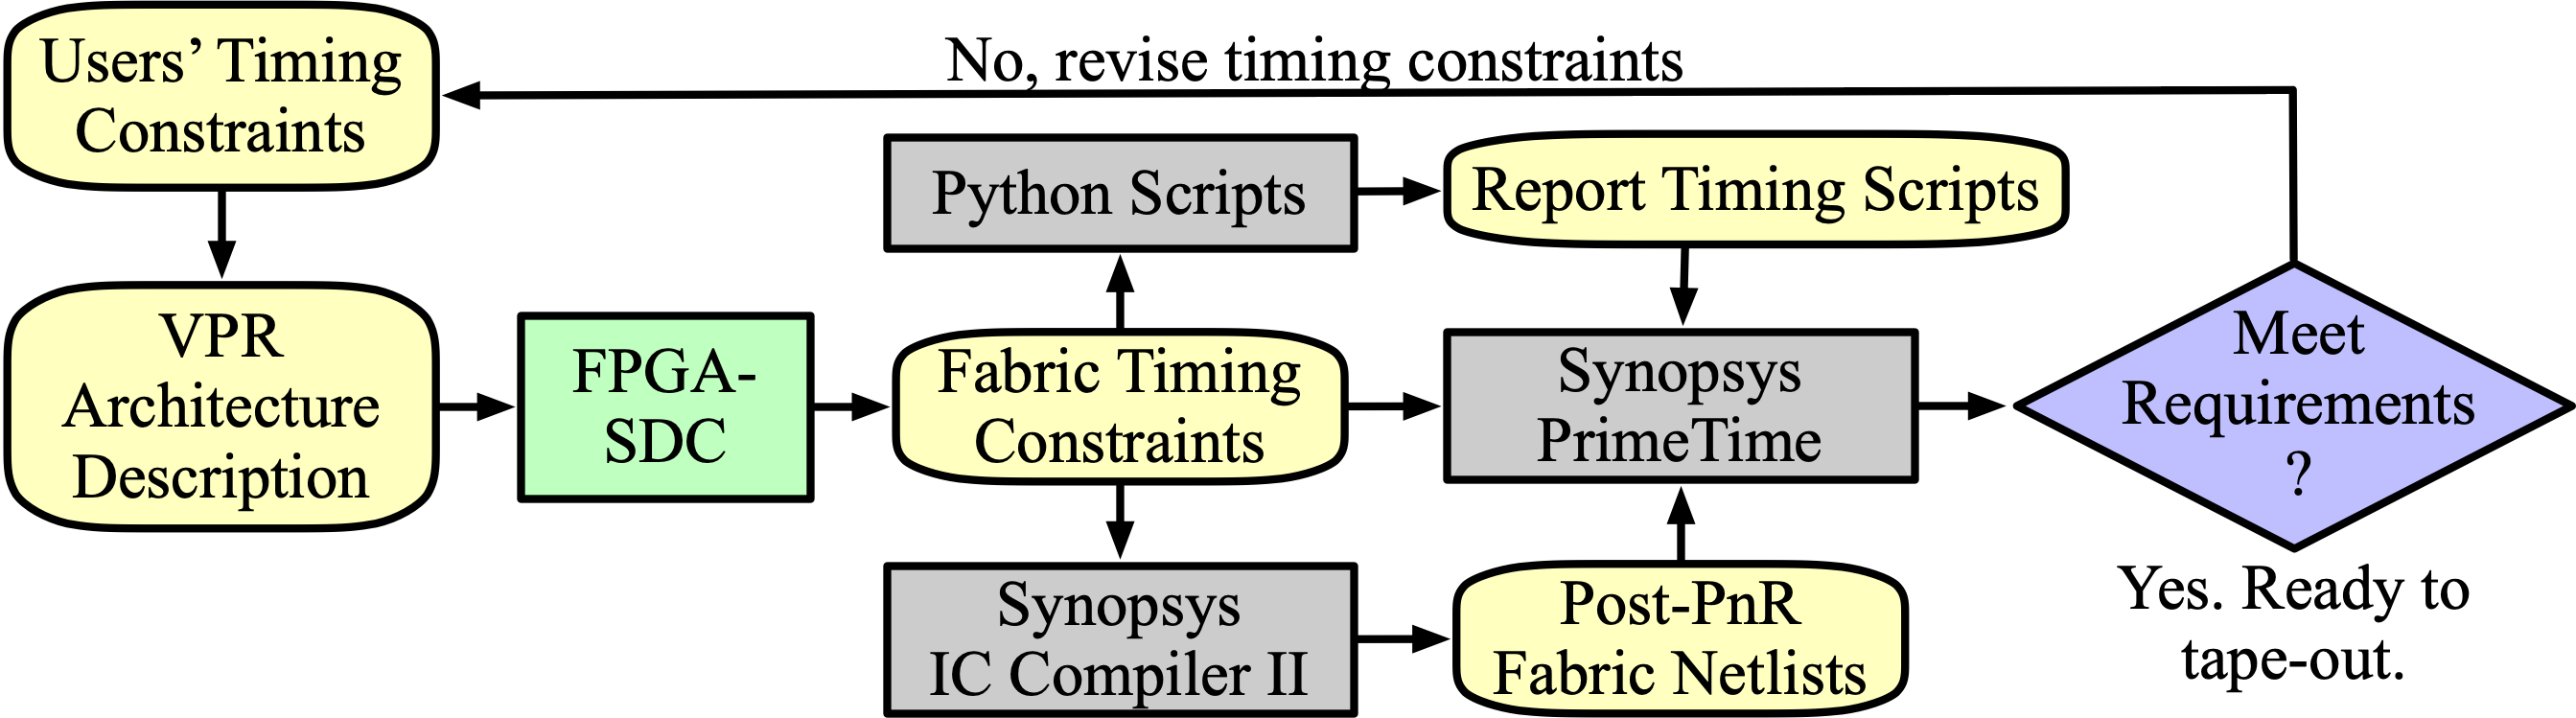 Users’ Timing
Constraints
No, revise timing constraints
Python Scripts
Report Timing Scripts
VPR
Architecture
Description
FPGA-
SDC
Fabric Timing
Constraints
Synopsys
PrimeTime
Meet
Requirements
?
Synopsys
IC Compiler II
Post-PnR
Fabric Netlists
Yes. Ready to
tape-out.